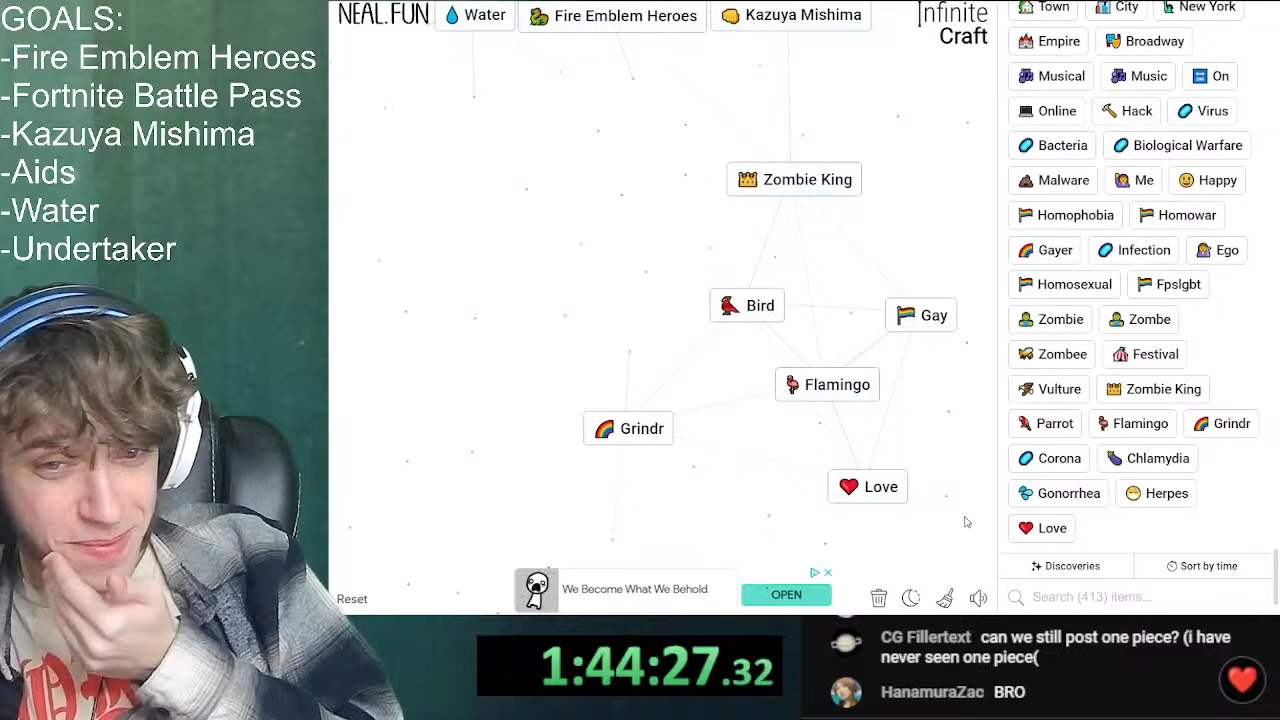 GOALS:
-Fire Emblem Heroes
-Fortnite Battle Pass
-Kazuya Mishima
-Aids
-Water
-Undertaker
NEAL.FUN
Water
Fire Emblem Heroes
Kazuya Mishima
Infinite
Craft
Zombie King
Bird
Gay
Flamingo
Grindr
Love
We Become What We Behold
OPEN
Reset
Town
City
New York
Empire
Broadway
Musical
Music
On
Online
Hack
Virus
Bacteria
Biological Warfare
Malware
Me
Happy
Homophobia
Homowar
Gayer
Infection
Ego
Homosexual
Fpslgbt
Zombie
Zombe
Zombee
Festival
Vulture
Zombie King
Parrot
Flamingo
Grindr
Corona
Chlamydia
Gonorrhea
Herpes
Love
Discoveries
Sort by time
Search (413) items...
1:44:27.32
CG Fillertext can we still post one piece? (i have
never seen one piece(
HanamuraZac BRO